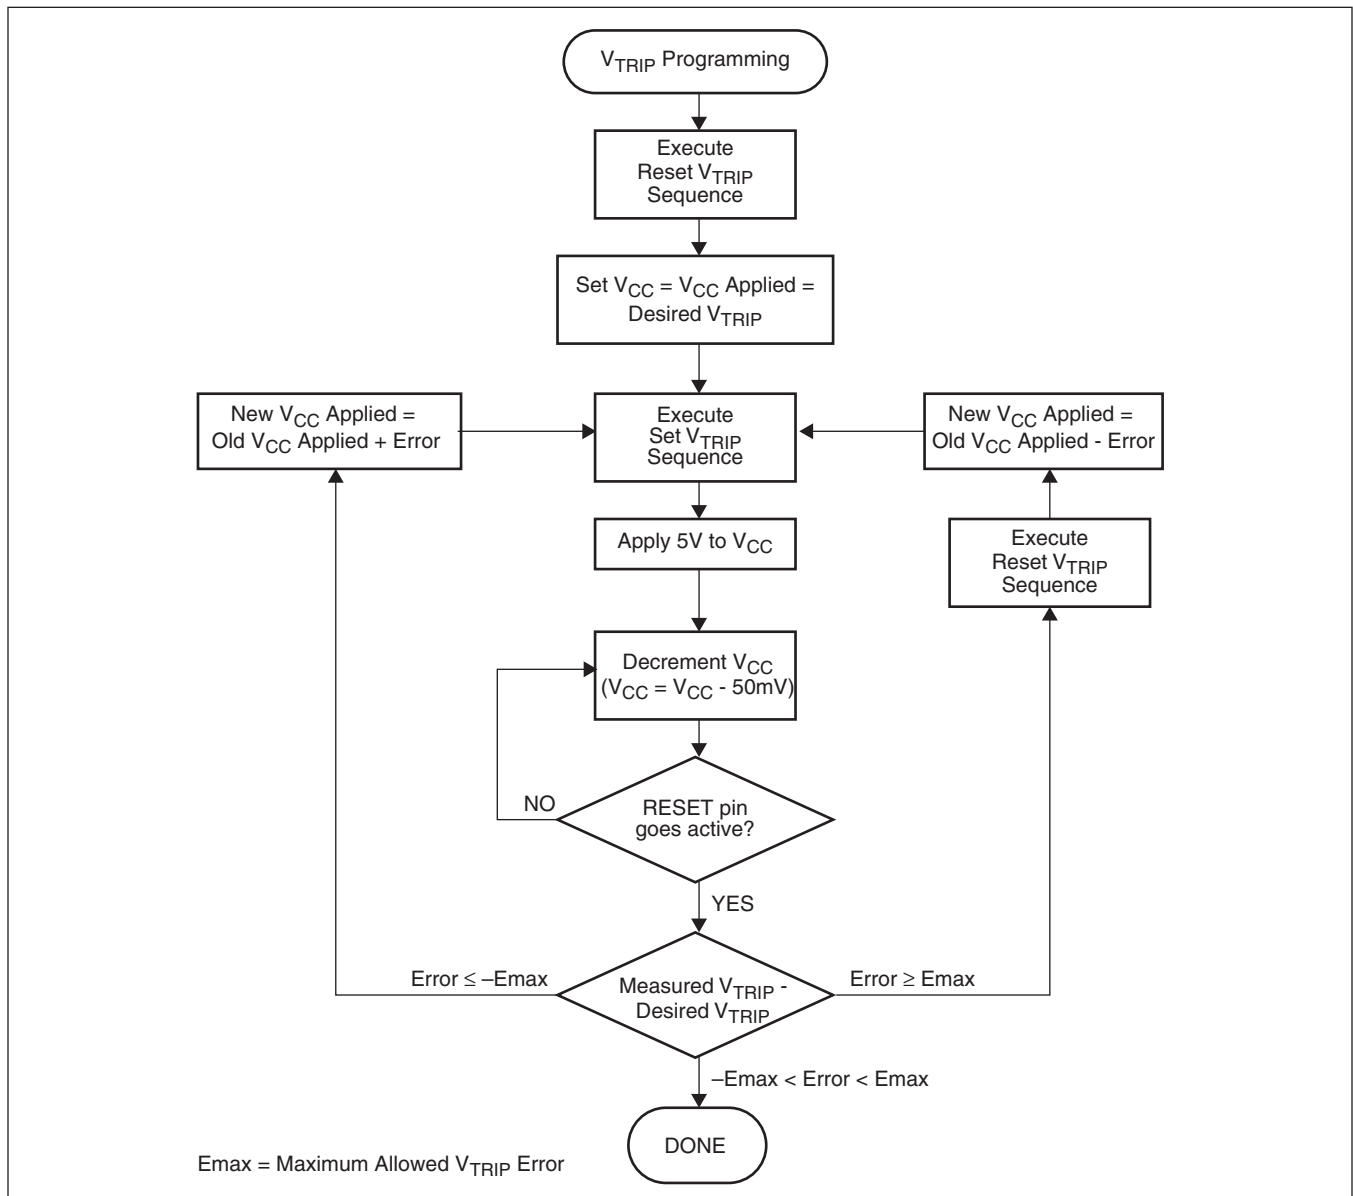 VTRIP Programming
Execute
Reset VTRIP
Sequence
Set VCC = VCC Applied =
Desired VTRIP
New VCC Applied =
Old VCC Applied + Error
Execute
Set VTRIP
Sequence
New VCC Applied =
Old VCC Applied - Error
Apply 5V to VCC
Execute
Reset VTRIP
Sequence
Decrement VCC
(VCC = VCC - 50mV)
NO
RESET pin
goes active?
YES
Error ≤ –Emax
Measured VTRIP -
Desired VTRIP
Error ≥ Emax
–Emax < Error < Emax
DONE
Emax = Maximum Allowed VTRIP Error